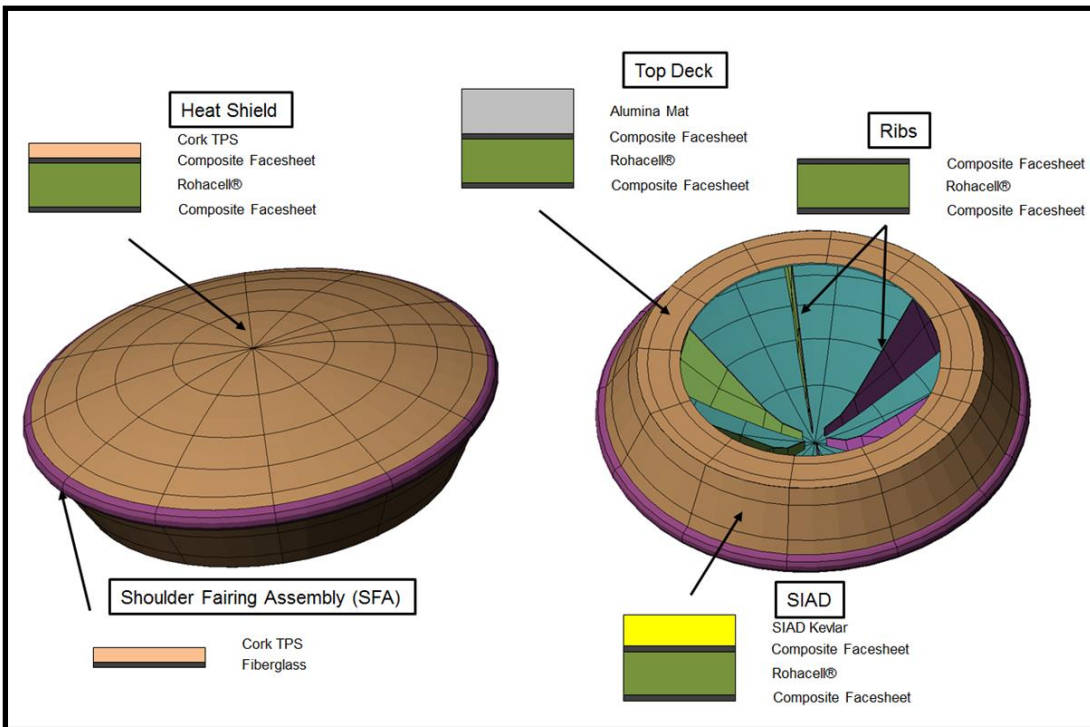 Heat Shield
Cork TPS
Composite Facesheet
Rohacell®
Composite Facesheet
Top Deck
Alumina Mat
Composite Facesheet
Rohacell®
Composite Facesheet
Ribs
Composite Facesheet
Rohacell®
Composite Facesheet
Shoulder Fairing Assembly (SFA)
Cork TPS
Fiberglass
SIAD
SIAD Kevlar
Composite Facesheet
Rohacell®
Composite Facesheet